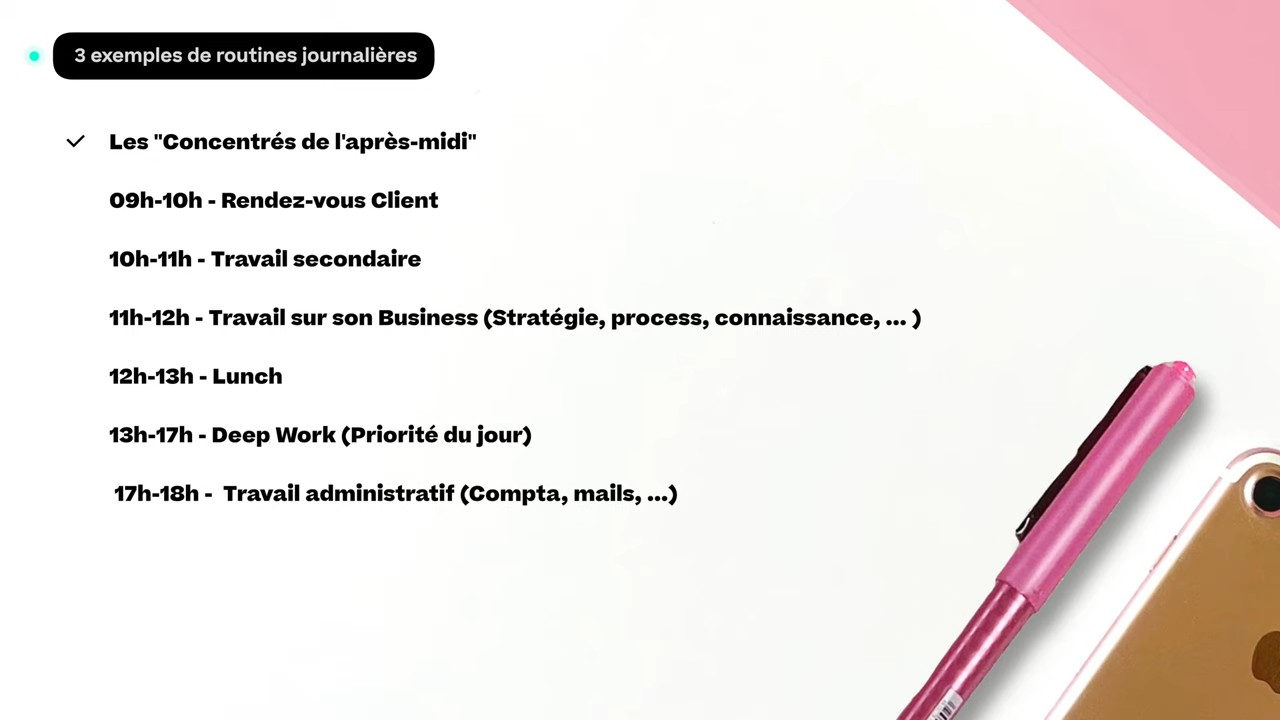 3 exemples de routines journalières
Les "Concentrés de l'après-midi"
09h-10h - Rendez-vous Client
10h-11h - Travail secondaire
11h-12h - Travail sur son Business (Stratégie, process, connaissance, ... )
12h-13h - Lunch
13h-17h - Deep Work (Priorité du jour)
17h-18h -  Travail administratif (Compta, mails, ...)